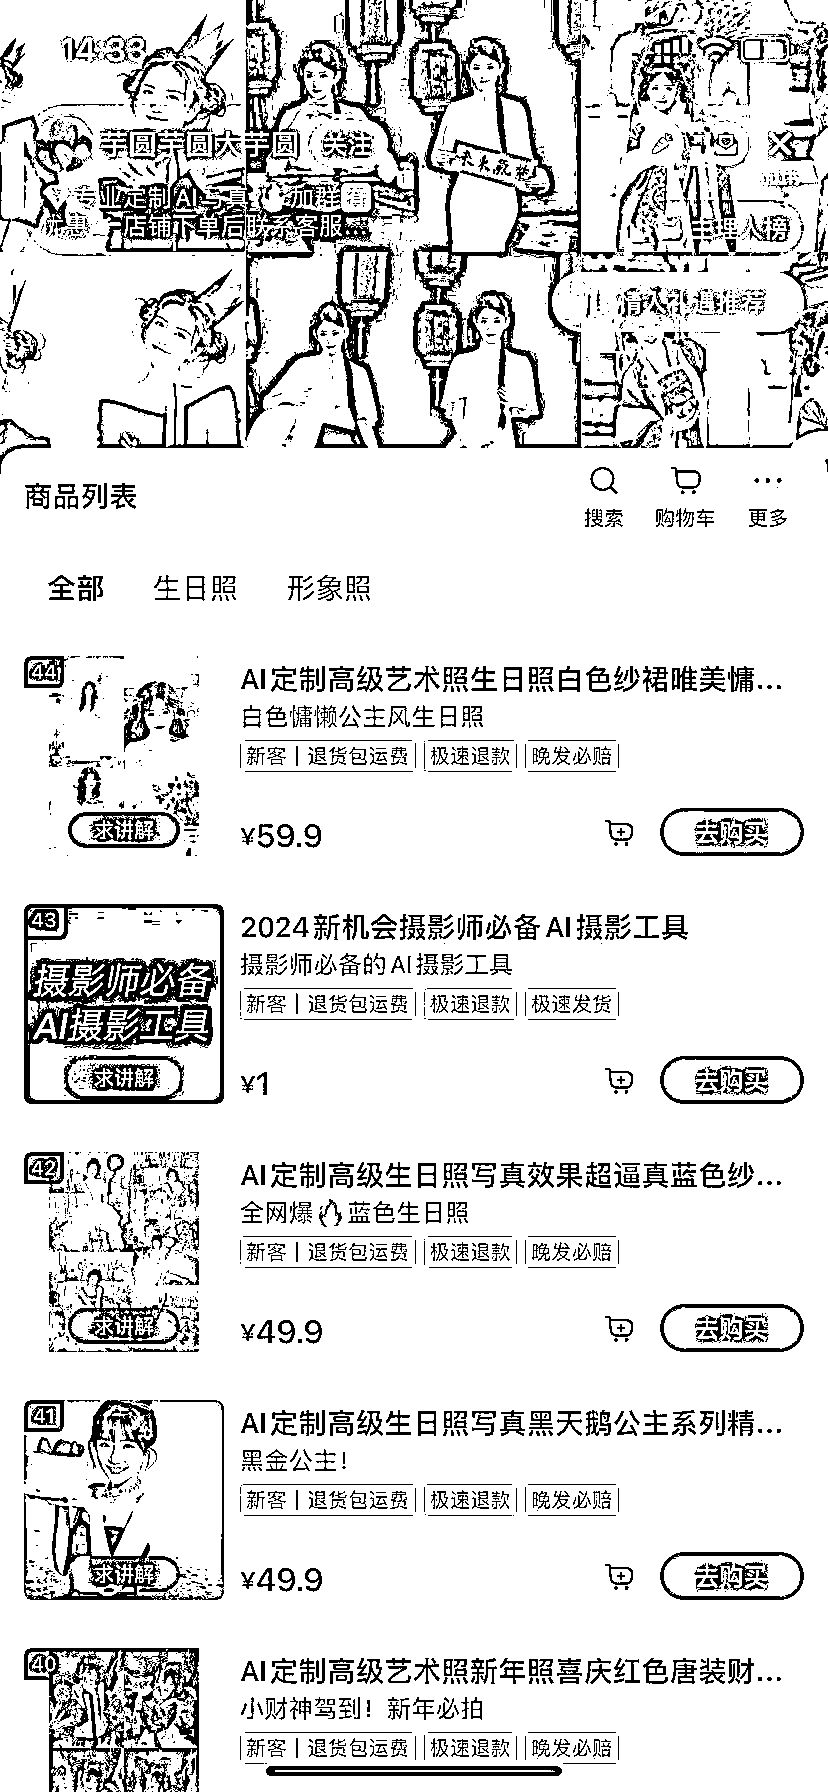 14:33
芋圆芋圆大芋圆
关注
专业定制AI写真
加群看
优惠
店铺下单后联系客服...
未来就艺
主理人榜
情人礼遇推荐
商品列表
搜索
购物车
更多
全部
生日照
形象照
44
AI定制高级艺术照生日照白色纱裙唯美慵...
白色慵懒公主风生日照
新客 | 退货包运费
极速退款
晚发必赔
求讲解
¥59.9
去购买
43
摄影师必备
AI摄影工具
求讲解
2024新机会摄影师必备AI摄影工具
摄影师必备的AI摄影工具
新客 | 退货包运费
极速退款
极速发货
¥1
去购买
42
AI定制高级生日照写真效果超逼真蓝色纱...
全网爆🔥蓝色生日照
新客 | 退货包运费
极速退款
晚发必赔
求讲解
¥49.9
去购买
41
AI定制高级生日照写真黑天鹅公主系列精...
黑金公主！
新客 | 退货包运费
极速退款
晚发必赔
求讲解
¥49.9
去购买
40
AI定制高级艺术照新年照喜庆红色唐装财...
小财神驾到！新年必拍
新客 | 退货包运费
极速退款
晚发必赔